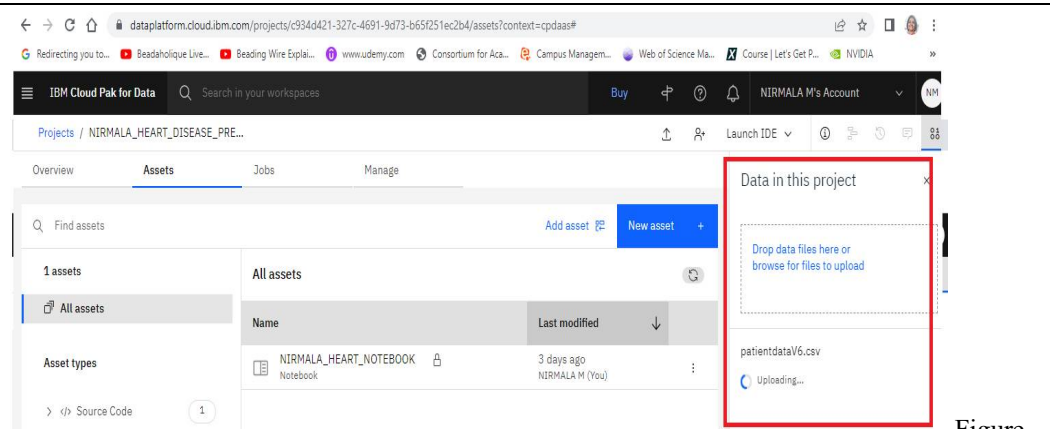 dataplatform.cloud.ibm.com/projects/c934d421-327c-4691-9d73-b65f251ec2b4/assets?context=cpdaas#
Redirecting you to... Beadaholique Live... Beading Wire Explai... www.udemy.com Consortium for Aca... Campus Managem... Web of Science Ma... Course | Let's Get P... NVIDIA »
IBM Cloud Pak for Data Search in your workspaces Buy NIRMALA M's Account NM
Projects / NIRMALA_HEART_DISEASE_PRE... Launch IDE
Overview Assets Jobs Manage
Data in this project ×
Find assets Add asset New asset +
Drop data files here or
browse for files to upload
1 assets All assets
All assets
Name Last modified
Asset types
NIRMALA_HEART_NOTEBOOK 3 days ago
Notebook NIRMALA M (You)
patientdataV6.csv
Uploading...
> </> Source Code 1
Figure